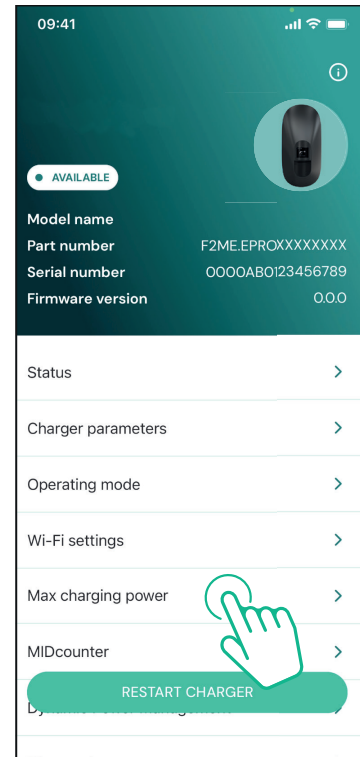 09:41
AVAILABLE
Model name
Part number F2ME.EPROXXXXXXXX
Serial number 0000AB0123456789
Firmware version 0.0.0
Status
Charger parameters
Operating mode
Wi-Fi settings
Max charging power
MIDcounter
RESTART CHARGER